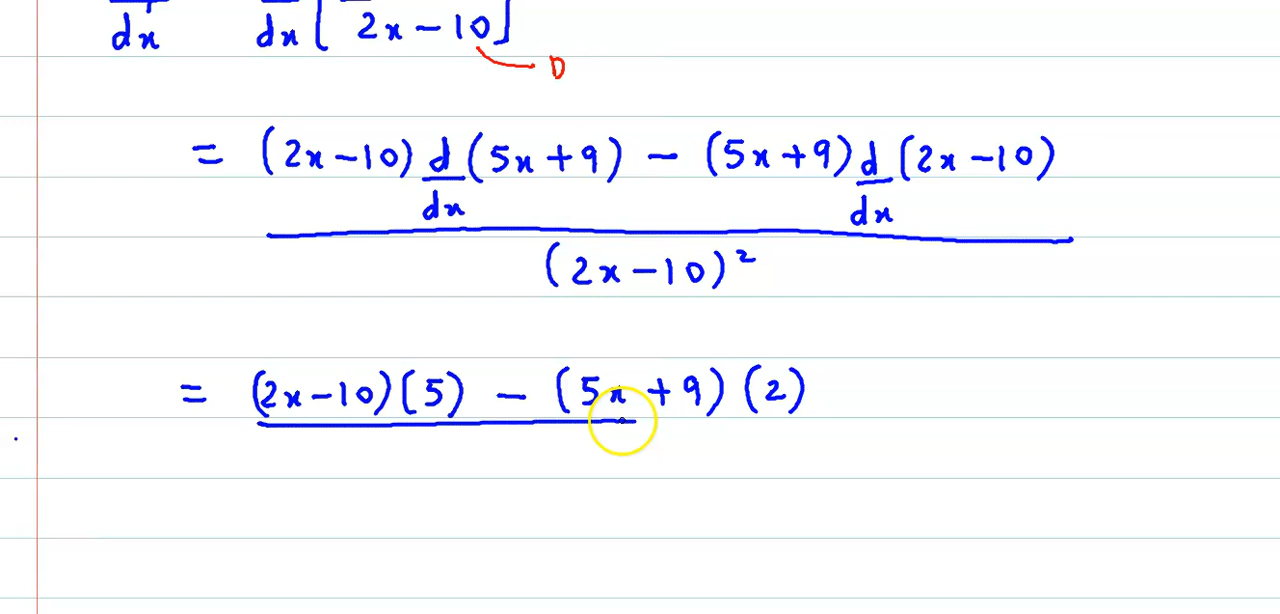 dx dx [ 2x - 10 ]
D
= (2x - 10) d (5x + 9) - (5x + 9) d (2x - 10)
dx dx
(2x - 10)²
= (2x - 10)(5) - (5x + 9)(2)